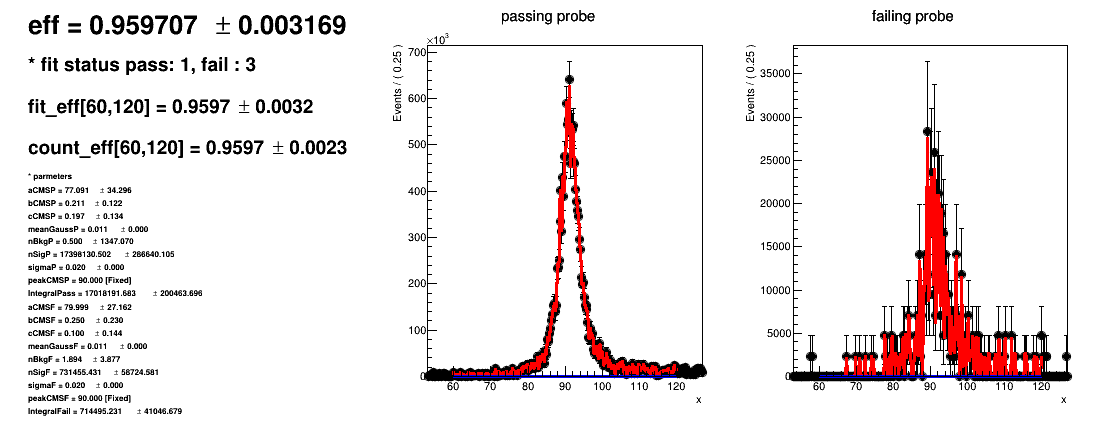 eff = 0.959707 ± 0.003169
* fit status pass: 1, fail : 3
fit_eff[60,120] = 0.9597 ± 0.0032
count_eff[60,120] = 0.9597 ± 0.0023
* parmeters
aCMSP = 77.091 ± 34.296
bCMSP = 0.211 ± 0.122
cCMSP = 0.197 ± 0.134
meanGaussP = 0.011 ± 0.000
nBkgP = 0.500 ± 1347.070
nSigP = 17398130.502 ± 286640.105
sigmaP = 0.020 ± 0.000
peakCMSP = 90.000 [Fixed]
IntegralPass = 17018191.683 ± 200463.696
aCMSF = 79.999 ± 27.162
bCMSF = 0.250 ± 0.230
cCMSF = 0.100 ± 0.144
meanGaussF = 0.011 ± 0.000
nBkgF = 1.894 ± 3.877
nSigF = 731455.431 ± 58724.581
sigmaF = 0.020 ± 0.000
peakCMSF = 90.000 [Fixed]
IntegralFail = 714495.231 ± 41046.679
passing probe
×10³
Events / ( 0.25 )
700
600
500
400
300
200
100
0
60 70 80 90 100 110 120
x
failing probe
Events / ( 0.25 )
35000
30000
25000
20000
15000
10000
5000
0
60 70 80 90 100 110 120
x